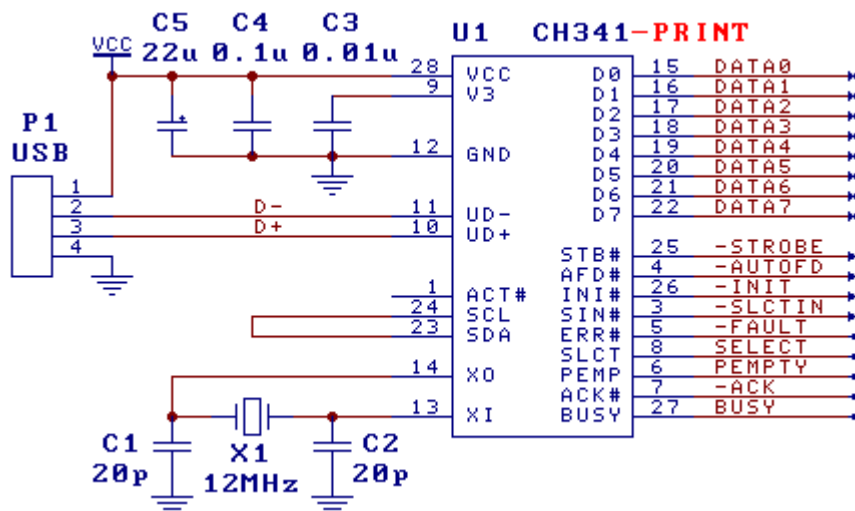 C5 C4 C3 U1 CH341-PRINT
VCC 22u 0.1u 0.01u
28 VCC D0 15 DATA0
9 V3 D1 16 DATA1
D2 17 DATA2
P1 D3 18 DATA3
USB 12 GND D4 19 DATA4
D5 20 DATA5
1 D6 21 DATA6
2 D- 11 UD- D7 22 DATA7
3 D+ 10 UD+
4 STB# 25 -STROBE
AFD# 4 -AUTOFD
1 ACT# INI# 26 -INIT
24 SCL SIN# 3 -SLCTIN
23 SDA ERR# 5 -FAULT
SLCT 8 SELECT
14 XO PEMP 6 PEMPTY
ACK# 7 -ACK
13 XI BUSY 27 BUSY
C1 X1 C2
20p 12MHz 20p